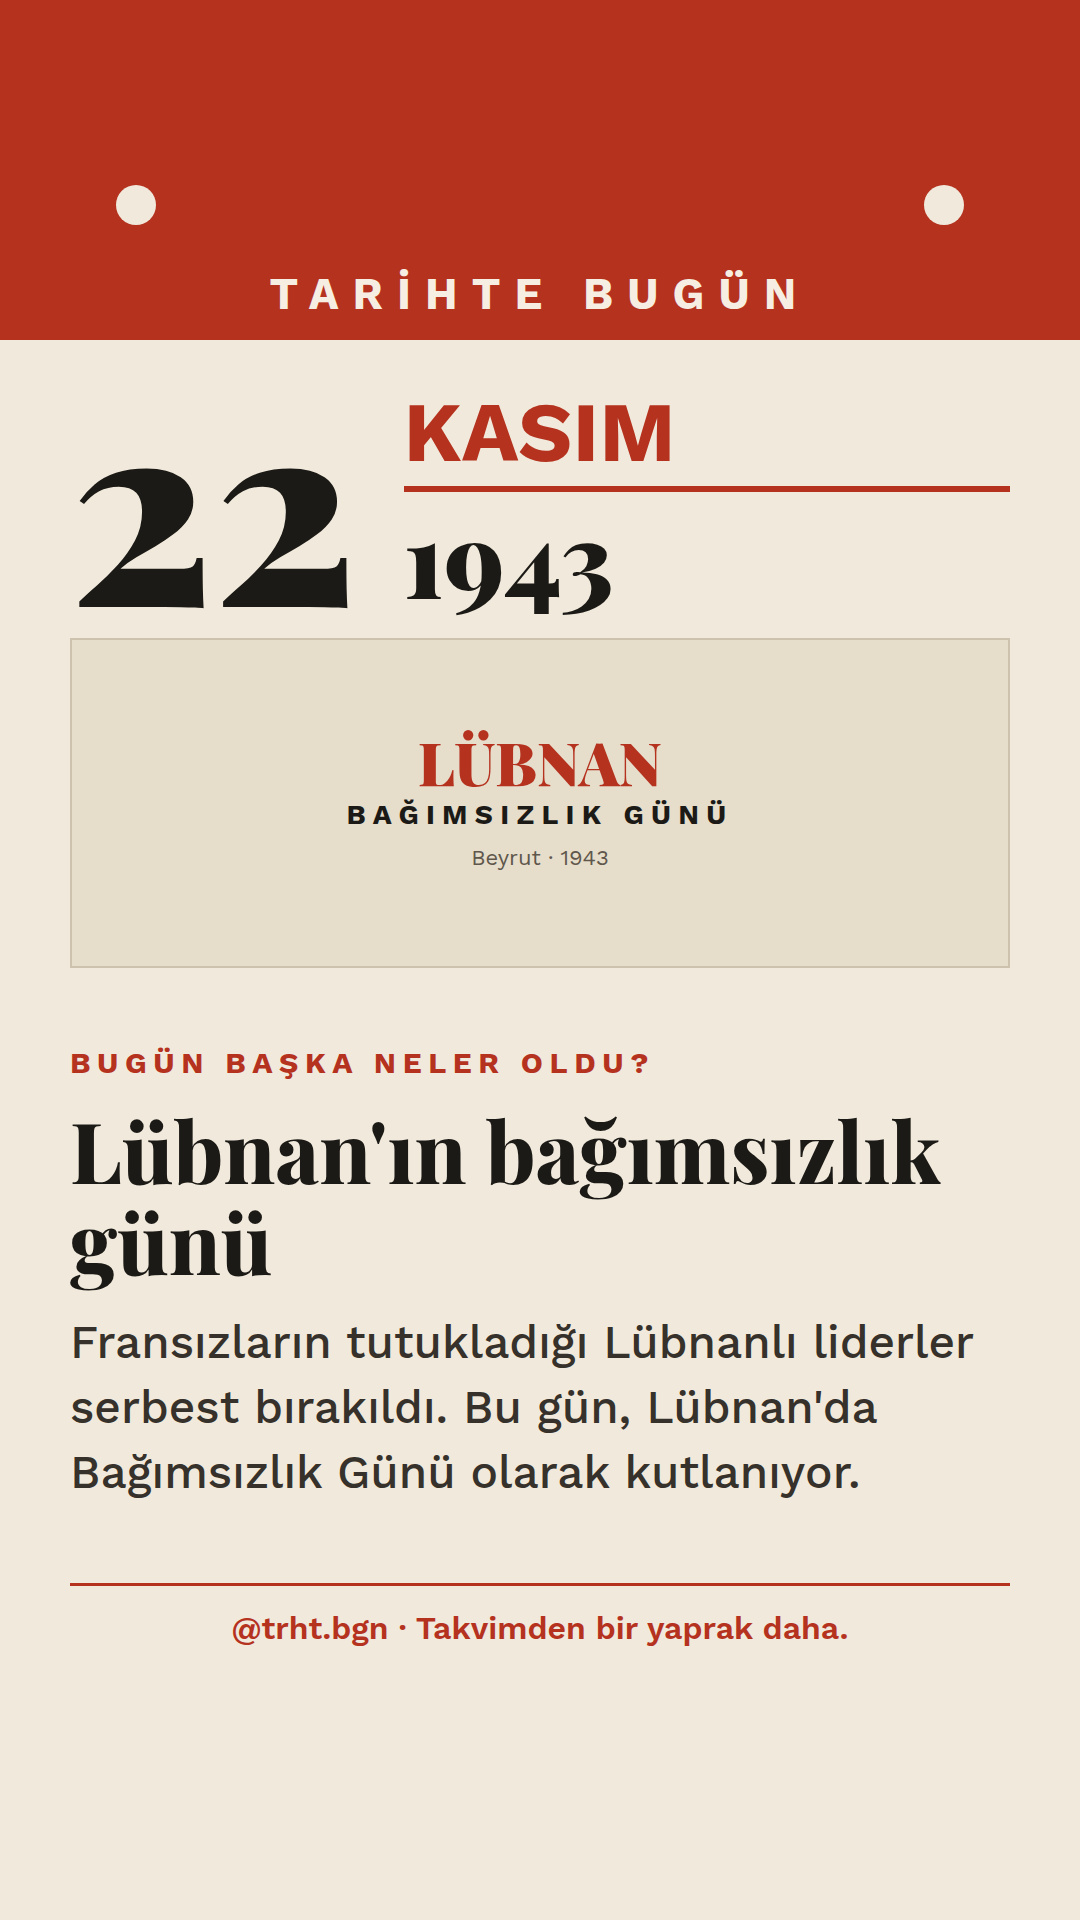 TARİHTE BUGÜN
22
KASIM
1943
LÜBNAN
BAĞIMSIZLIK GÜNÜ
Beyrut · 1943
BUGÜN BAŞKA NELER OLDU?
Lübnan'ın bağımsızlık
günü
Fransızların tutukladığı Lübnanlı liderler
serbest bırakıldı. Bu gün, Lübnan'da
Bağımsızlık Günü olarak kutlanıyor.
@trht.bgn · Takvimden bir yaprak daha.